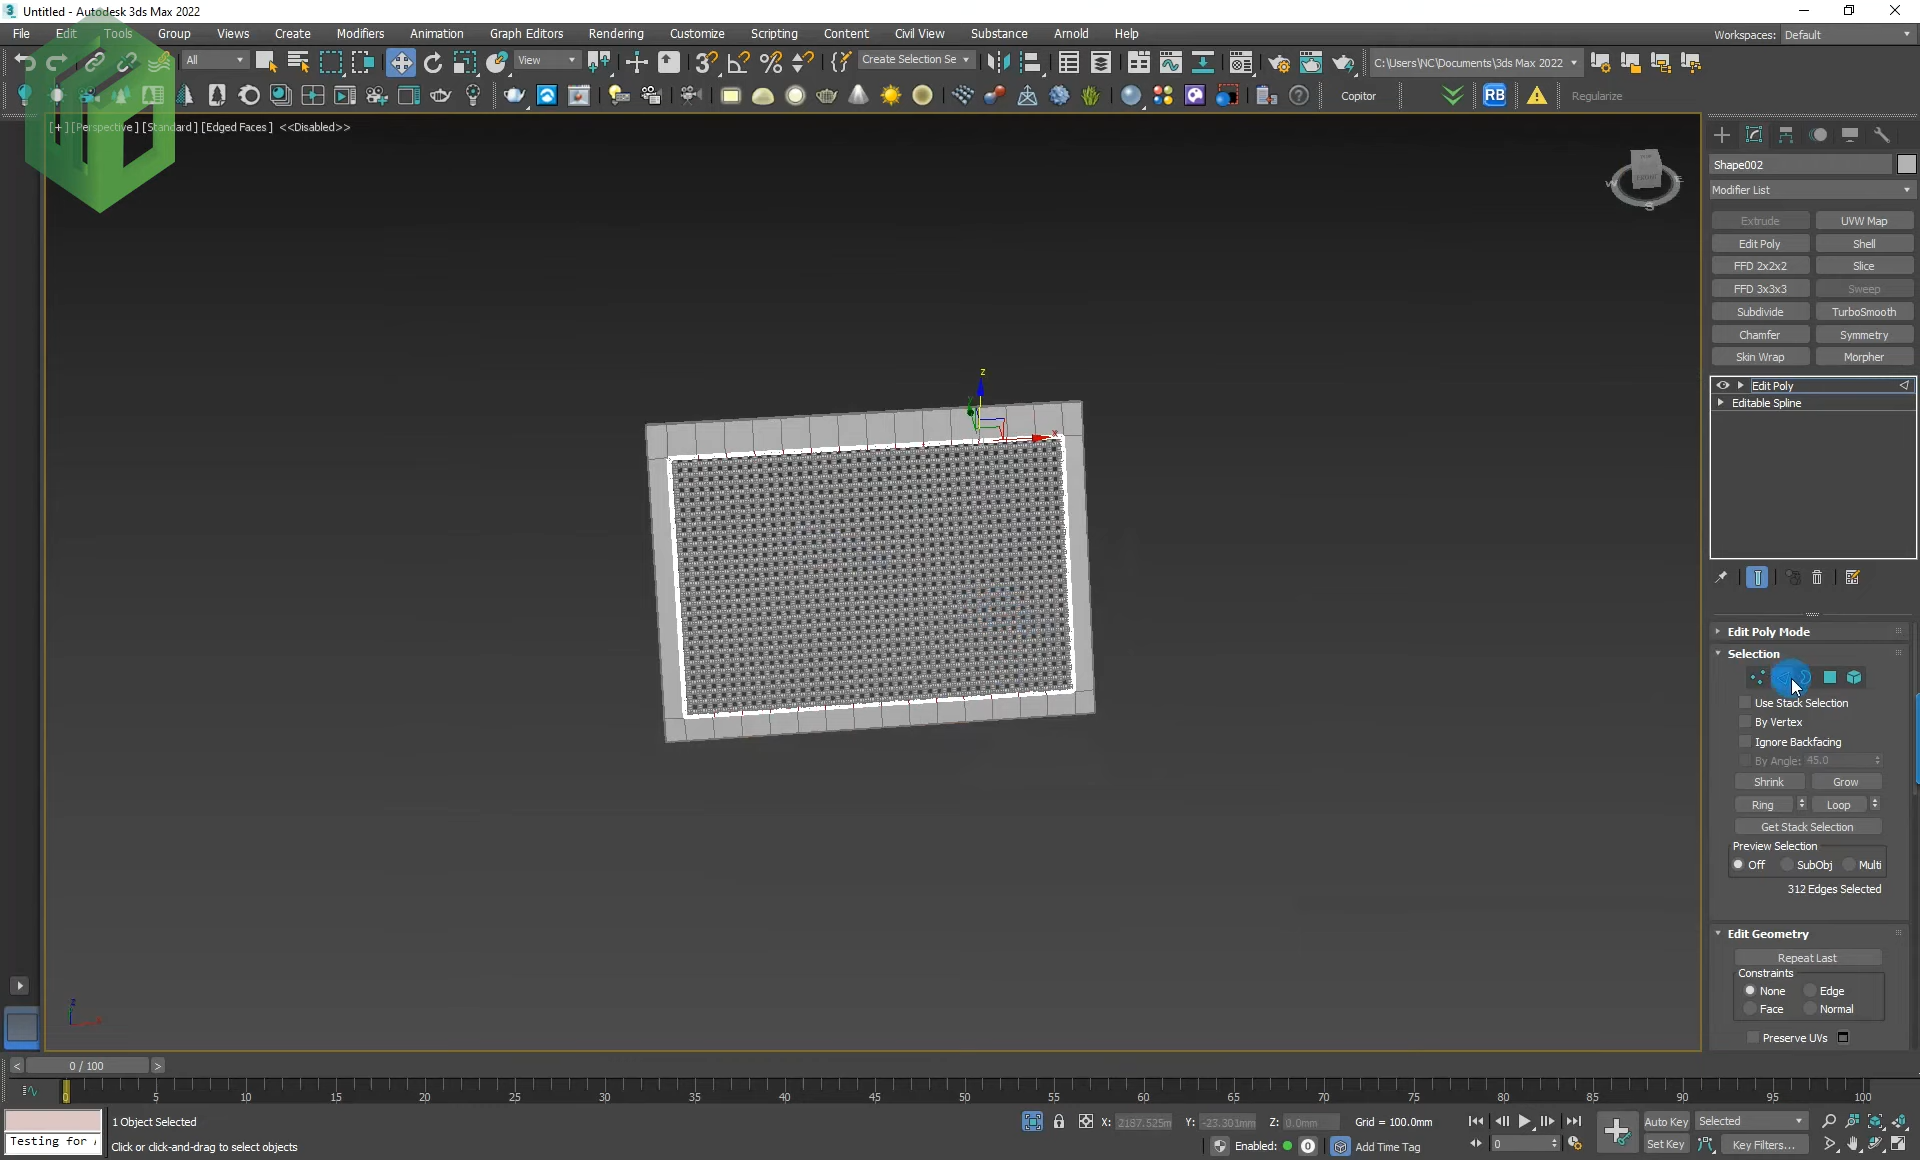 Untitled - Autodesk 3ds Max 2022
File Edit Tools Group Views Create Modifiers Animation Graph Editors Rendering Customize Scripting Content Civil View Substance Arnold Help
Workspaces: Default
All View Create Selection Se C:\Users\NC\Documents\3ds Max 2022
Copitor RB Regularize
[+] [Perspective] [Standard] [Edged Faces] <<Disabled>>
Shape002
Modifier List
Extrude UVW Map
Edit Poly Shell
FFD 2x2x2 Slice
FFD 3x3x3 Sweep
Subdivide TurboSmooth
Chamfer Symmetry
Skin Wrap Morpher
Edit Poly
Editable Spline
Edit Poly Mode
Selection
Use Stack Selection
By Vertex
Ignore Backfacing
By Angle: 45.0
Shrink Grow
Ring Loop
Get Stack Selection
Preview Selection
Off SubObj Multi
312 Edges Selected
Edit Geometry
Repeat Last
Constraints
None Edge
Face Normal
Preserve UVs
W E S
z
x
z
< 0 / 100 >
0 5 10 15 20 25 30 35 40 45 50 55 60 65 70 75 80 85 90 95 100
1 Object Selected X: 2187.525m Y: -23.301mm Z: 0.0mm Grid = 100.0mm Auto Key Selected
Testing for Click or click-and-drag to select objects Enabled: 0 Add Time Tag 0 Set Key Key Filters...